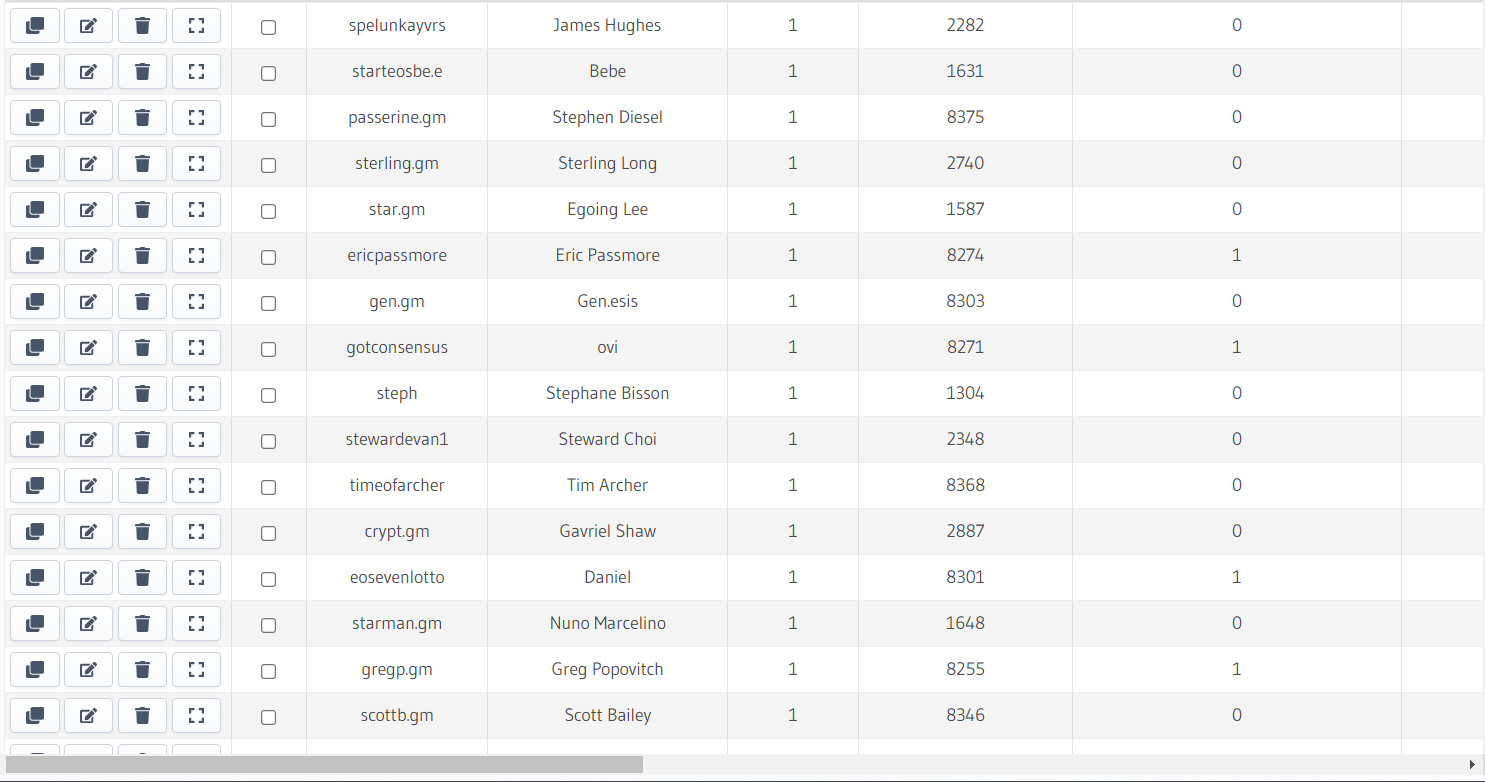 spelunkayvrs James Hughes 1 2282 0
starteosbe.e Bebe 1 1631 0
passerine.gm Stephen Diesel 1 8375 0
sterling.gm Sterling Long 1 2740 0
star.gm Egoing Lee 1 1587 0
ericpassmore Eric Passmore 1 8274 1
gen.gm Gen.esis 1 8303 0
gotconsensus ovi 1 8271 1
steph Stephane Bisson 1 1304 0
stewardevan1 Steward Choi 1 2348 0
timeofarcher Tim Archer 1 8368 0
crypt.gm Gavriel Shaw 1 2887 0
eosevenlotto Daniel 1 8301 1
starman.gm Nuno Marcelino 1 1648 0
gregp.gm Greg Popovitch 1 8255 1
scottb.gm Scott Bailey 1 8346 0